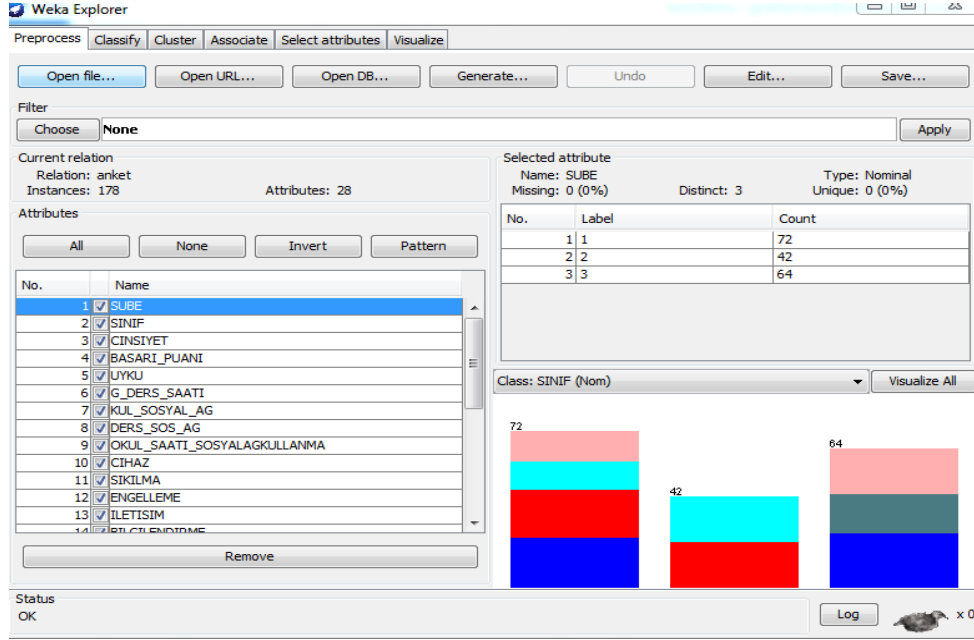 Weka Explorer
Preprocess Classify Cluster Associate Select attributes Visualize
Open file... Open URL... Open DB... Generate... Undo Edit... Save...
Filter
Choose None Apply
Current relation
Relation: anket
Instances: 178 Attributes: 28
Attributes
All None Invert Pattern
No. Name
1 SUBE
2 SINIF
3 CINSIYET
4 BASARI_PUANI
5 UYKU
6 G_DERS_SAATI
7 KUL_SOSYAL_AG
8 DERS_SOS_AG
9 OKUL_SAATI_SOSYALAGKULLANMA
10 CIHAZ
11 SIKILMA
12 ENGELLEME
13 ILETISIM
14 BILGILENDIRME
Remove
Selected attribute
Name: SUBE Type: Nominal
Missing: 0 (0%) Distinct: 3 Unique: 0 (0%)
No. Label Count
1 1 72
2 2 42
3 3 64
Class: SINIF (Nom) Visualize All
72
42
64
Status
OK
Log x 0